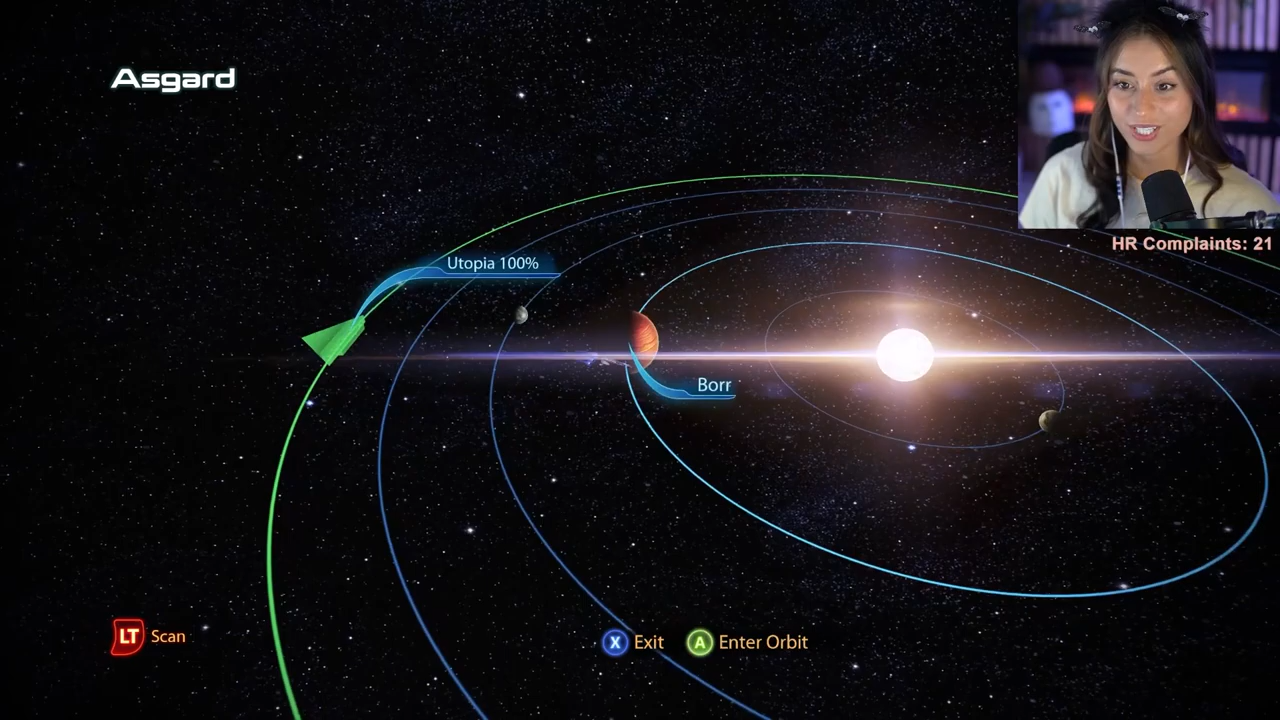 Asgard
HR Complaints: 21
Utopia 100%
Borr
LT Scan
X Exit A Enter Orbit